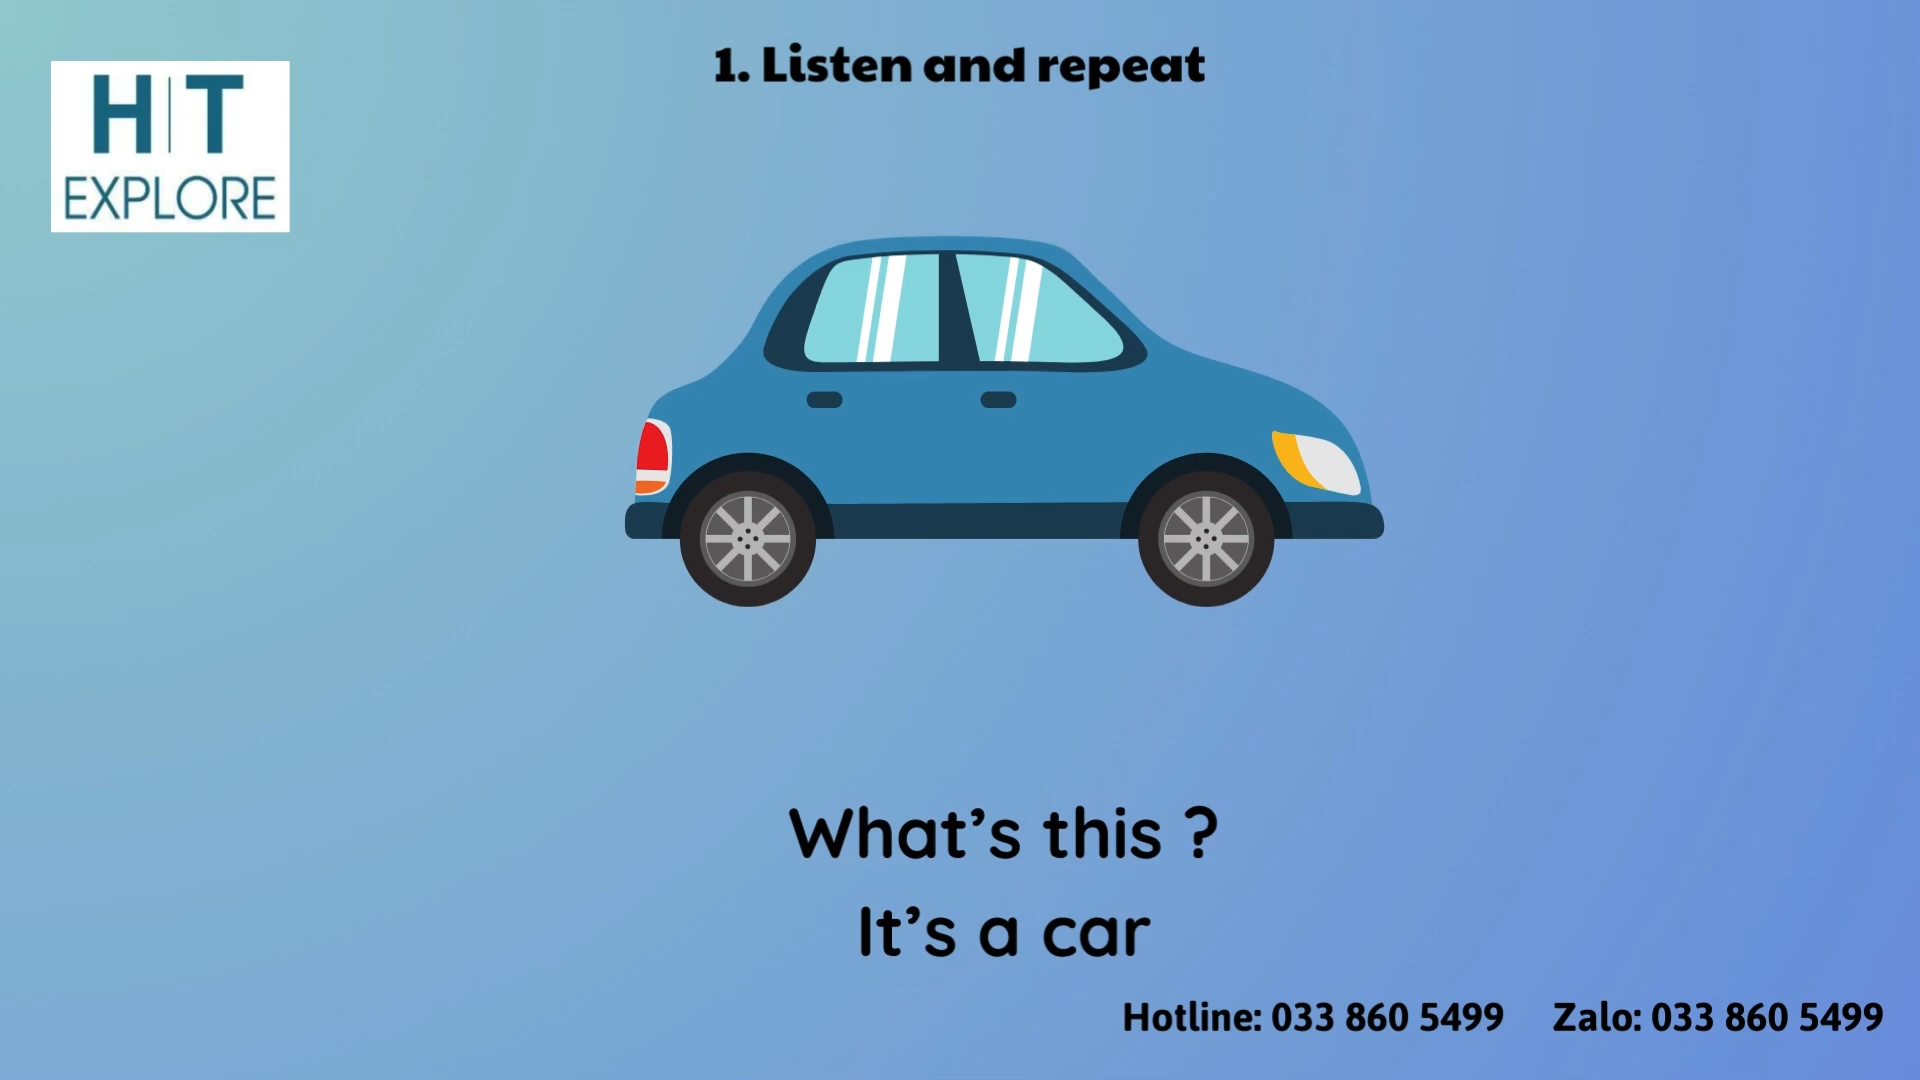 1. Listen and repeat
H|T
EXPLORE
What's this ?
It's a car
Hotline: 033 860 5499 Zalo: 033 860 5499